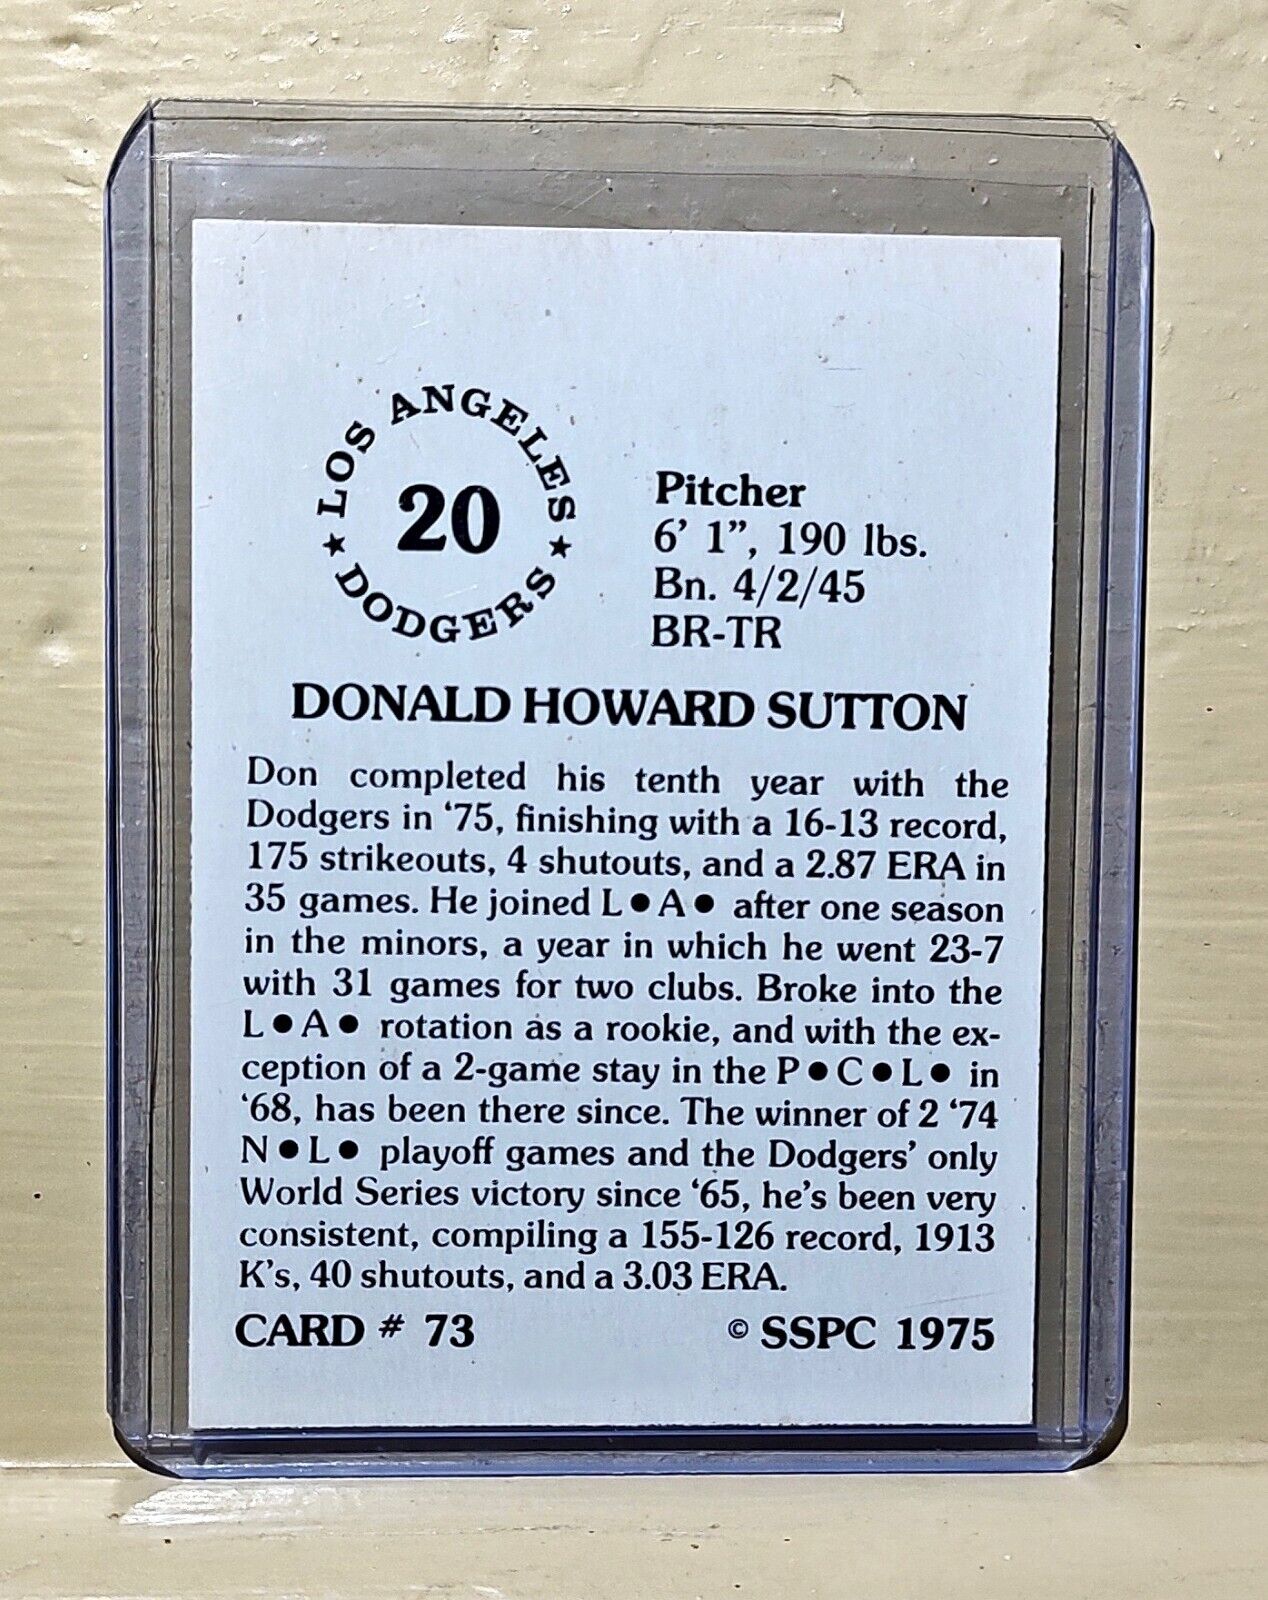 LOS ANGELES
★ DODGERS ★
20
Pitcher
6’ 1”, 190 lbs.
Bn. 4/2/45
BR-TR
DONALD HOWARD SUTTON
Don completed his tenth year with the
Dodgers in ‘75, finishing with a 16-13 record,
175 strikeouts, 4 shutouts, and a 2.87 ERA in
35 games. He joined L●A● after one season
in the minors, a year in which he went 23-7
with 31 games for two clubs. Broke into the
L●A● rotation as a rookie, and with the ex-
ception of a 2-game stay in the P●C●L● in
‘68, has been there since. The winner of 2 ‘74
N●L● playoff games and the Dodgers’ only
World Series victory since ‘65, he’s been very
consistent, compiling a 155-126 record, 1913
K’s, 40 shutouts, and a 3.03 ERA.
CARD # 73
© SSPC 1975